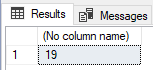 Results Messages
(No column name)
1 19